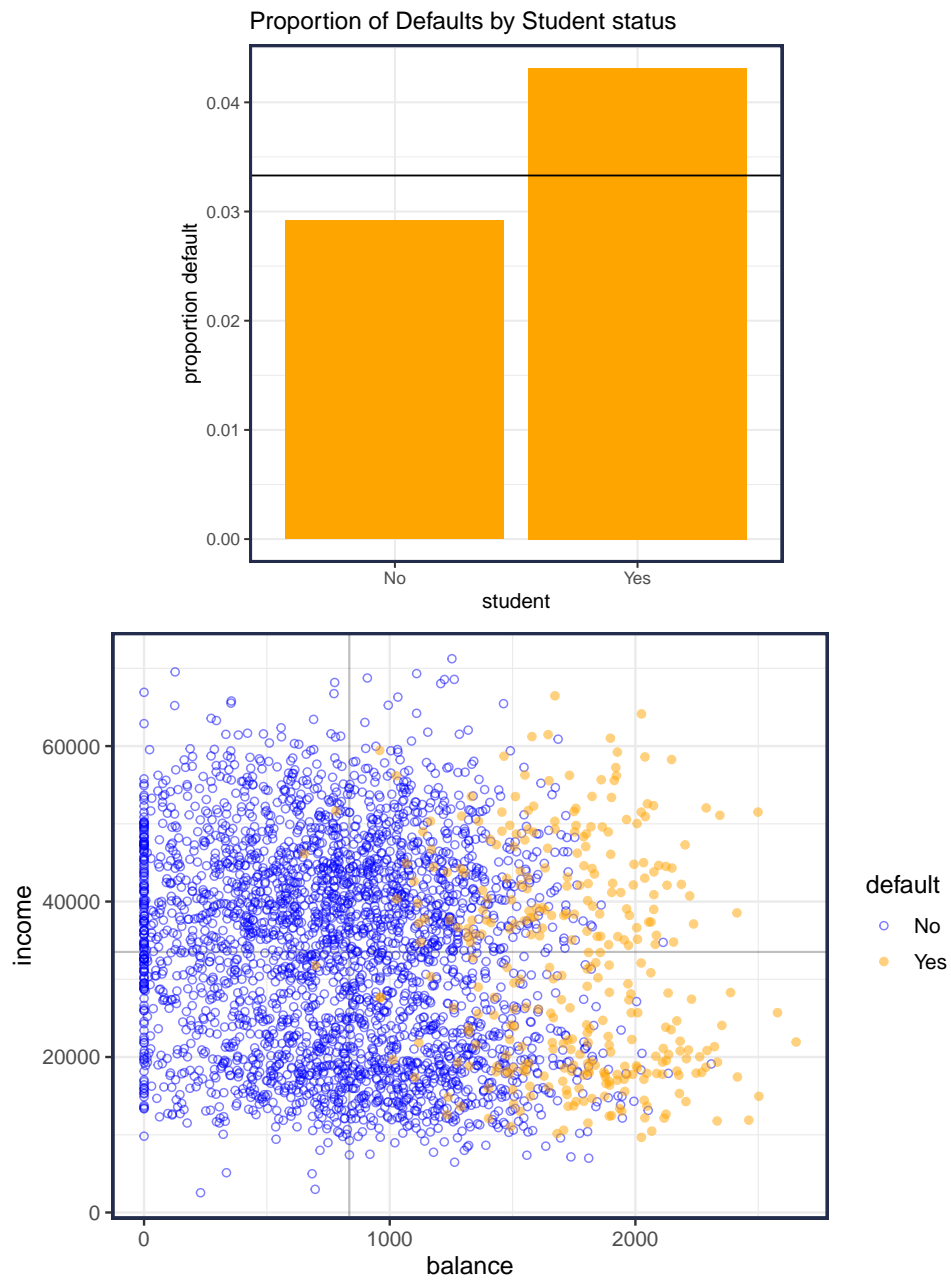 Proportion of Defaults by Student status
0.04
0.03
0.02
0.01
0.00
proportion default
No
Yes
student
60000
40000
20000
0
income
0
1000
2000
balance
default
No
Yes